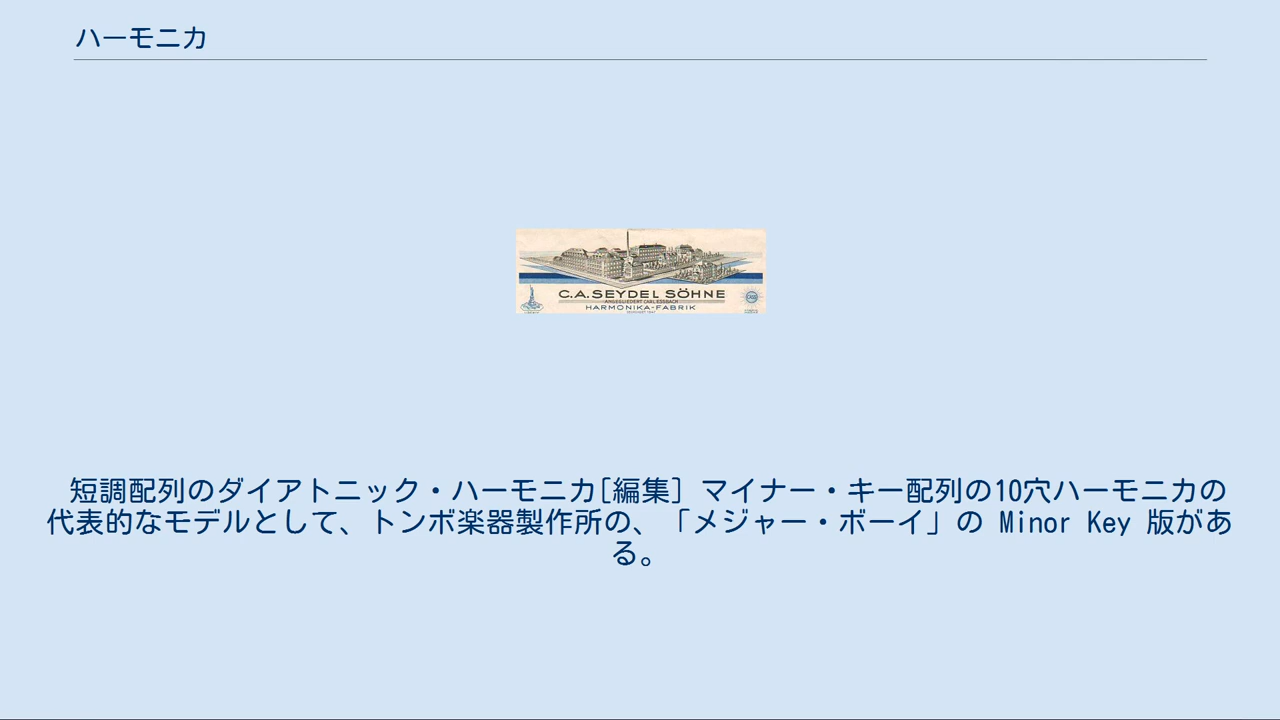 ハーモニカ
C.A.SEYDEL SÖHNE
ANGEGLIEDERT CARL ESSBACH
HARMONIKA-FABRIK
短調配列のダイアトニック・ハーモニカ[編集] マイナー・キー配列の10穴ハーモニカの
代表的なモデルとして、トンボ楽器製作所の、「メジャー・ボーイ」の Minor Key 版があ
る。